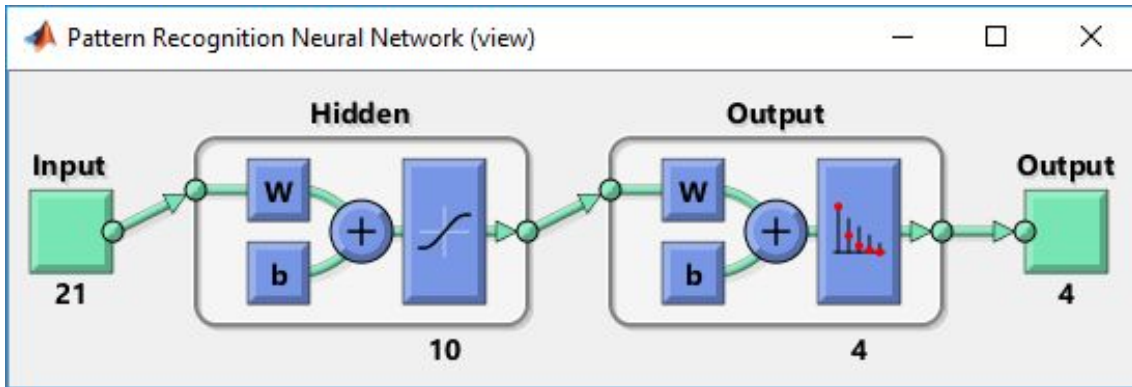 Pattern Recognition Neural Network (view)
Hidden
Output
Input
Output
W
W
b
b
21
4
10
4